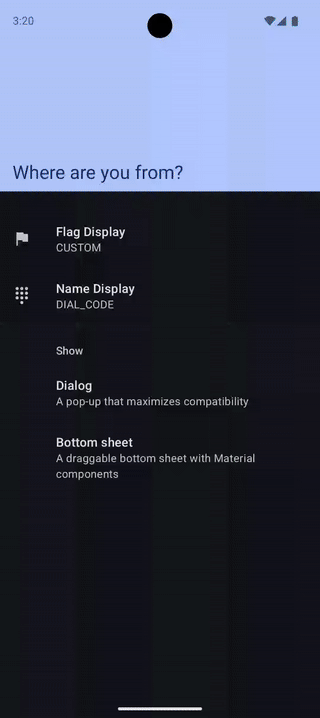 3:20
Where are you from?
Flag Display
CUSTOM
Name Display
DIAL_CODE
Show
Dialog
A pop-up that maximizes compatibility
Bottom sheet
A draggable bottom sheet with Material
components